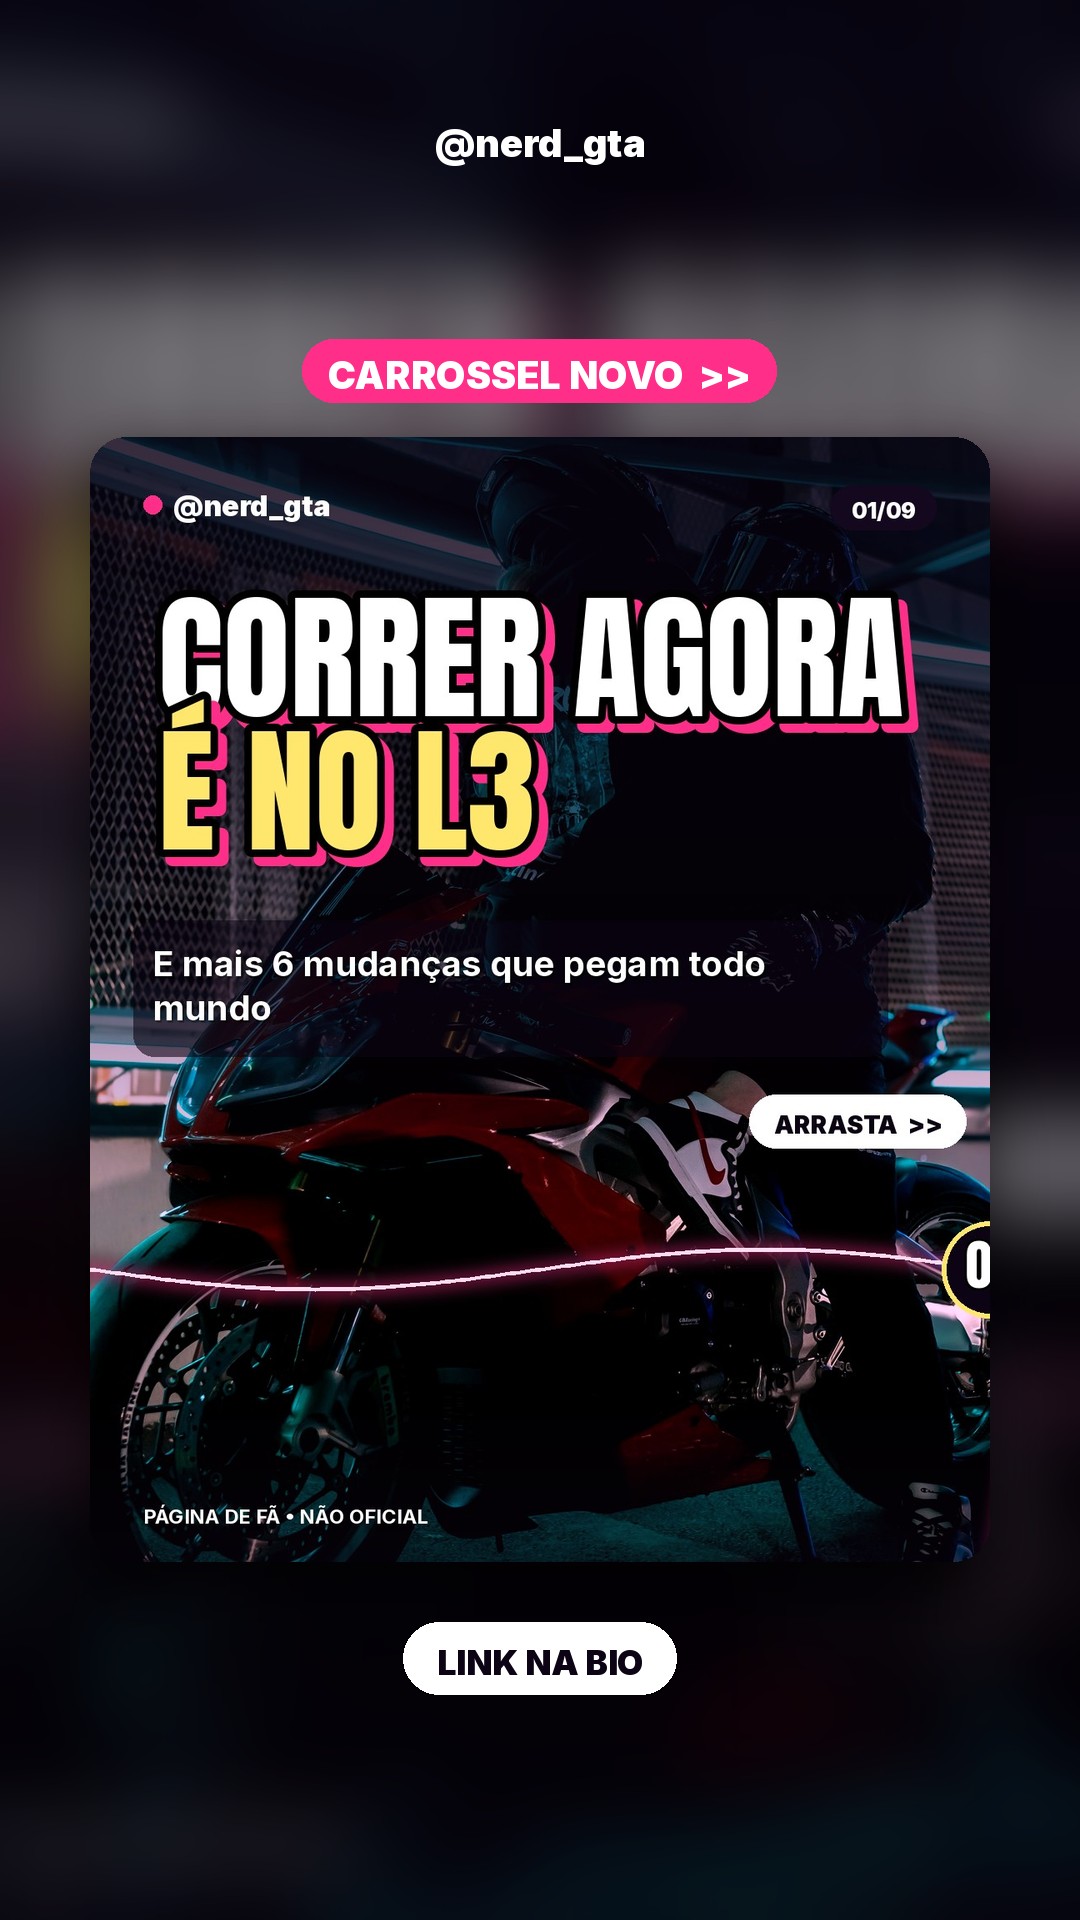 @nerd_gta
CARROSSEL NOVO >>
@nerd_gta
01/09
CORRER AGORA
É NO L3
E mais 6 mudanças que pegam todo
mundo
ARRASTA >>
0
PÁGINA DE FÃ • NÃO OFICIAL
LINK NA BIO